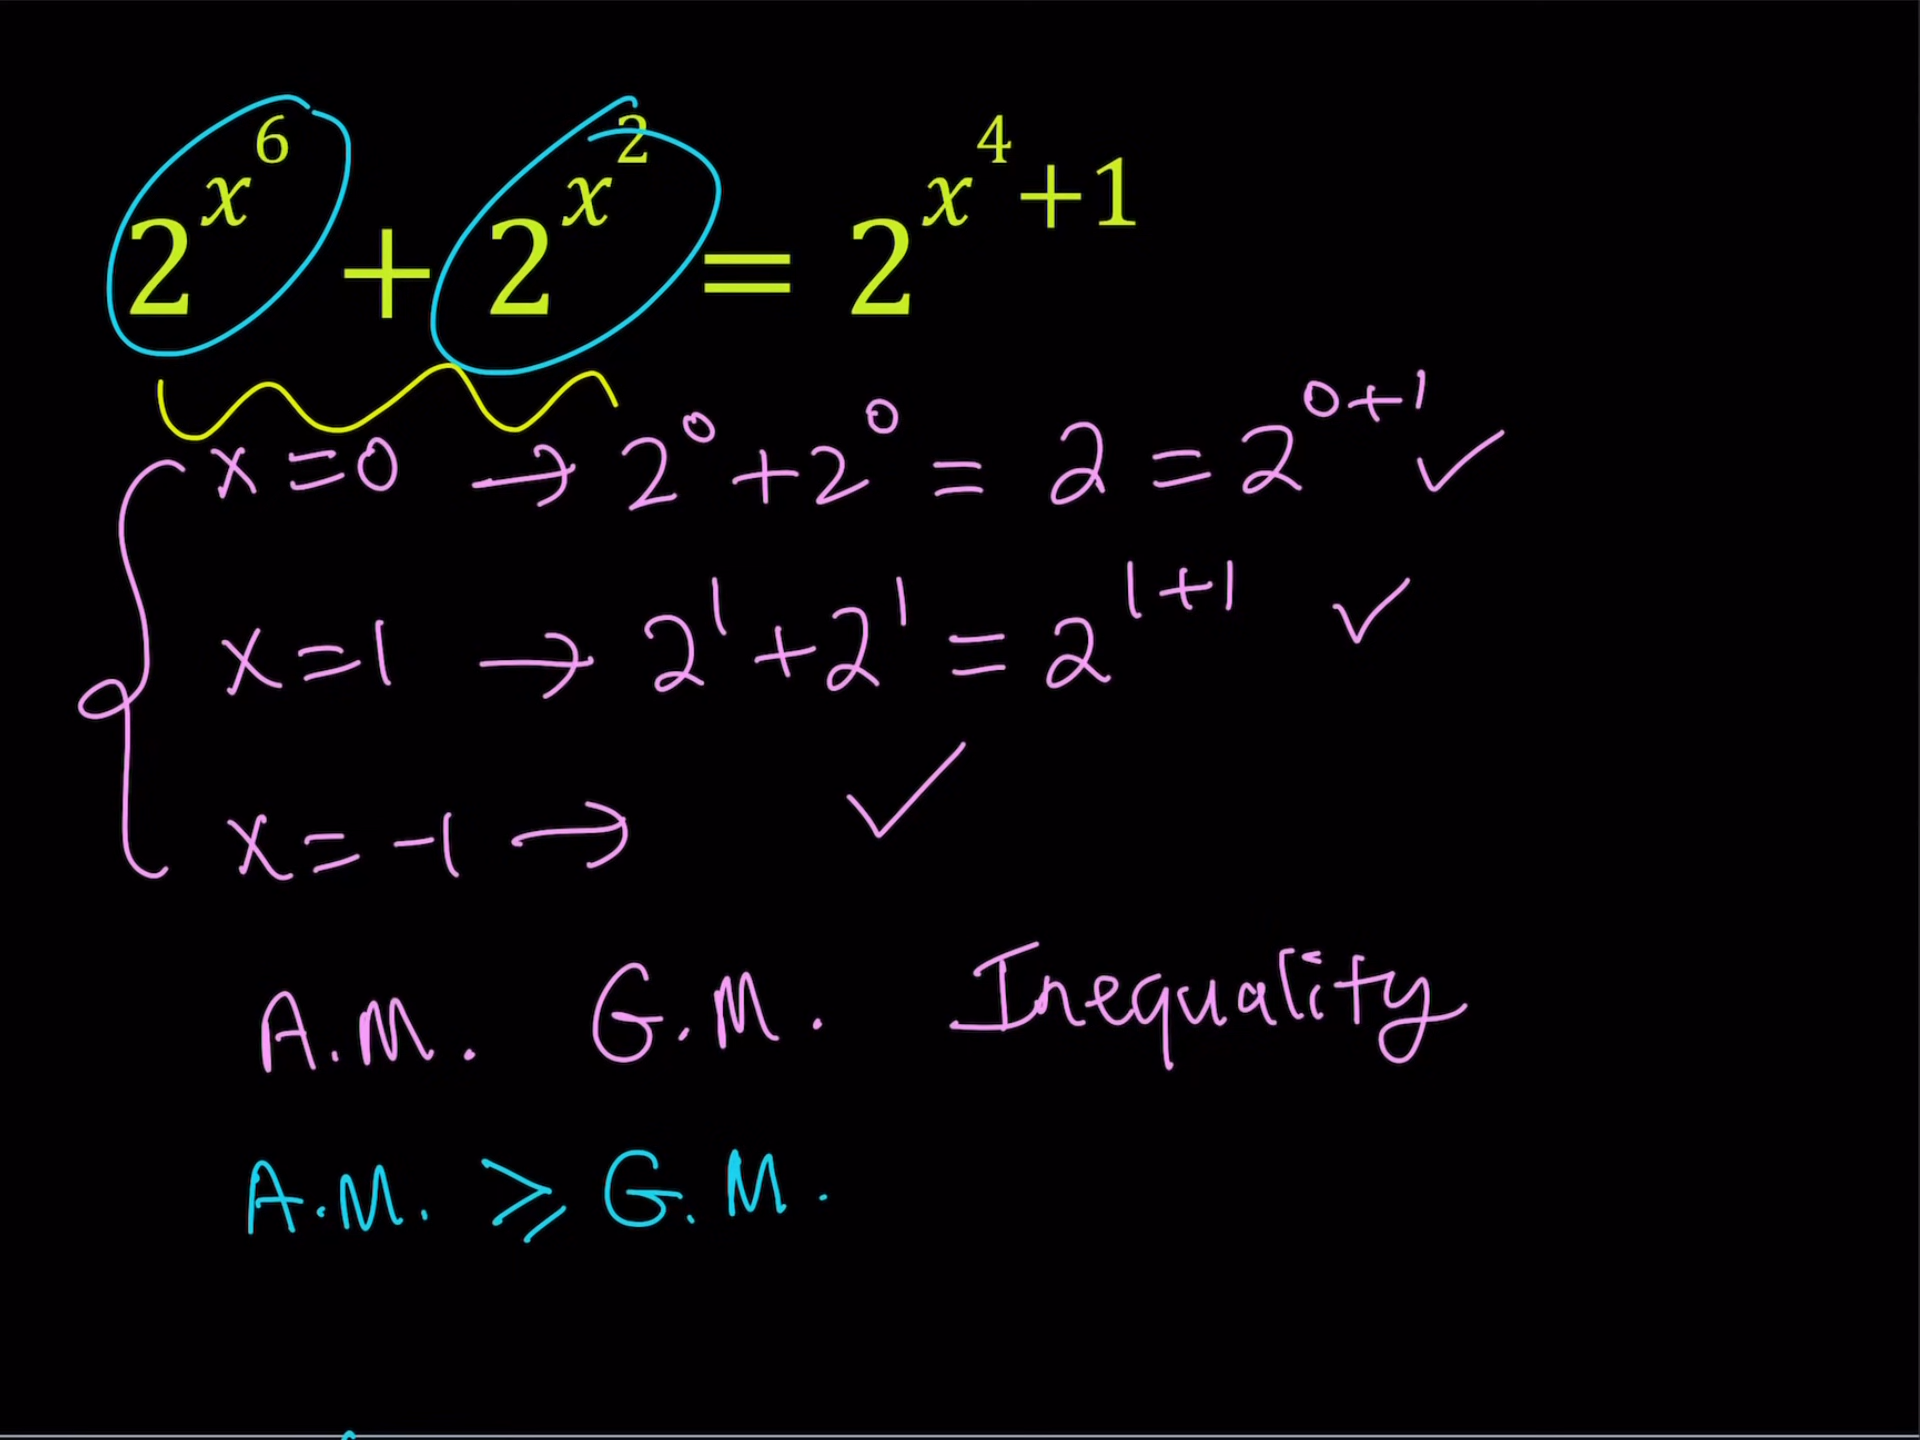 2^{x^6} + 2^{x^2} = 2^{x^4+1}
x = 0 → 2^0 + 2^0 = 2 = 2^{0+1} ✓
x = 1 → 2^1 + 2^1 = 2^{1+1} ✓
x = -1 → ✓
A.M. G.M. Inequality
A.M. ⩾ G.M.